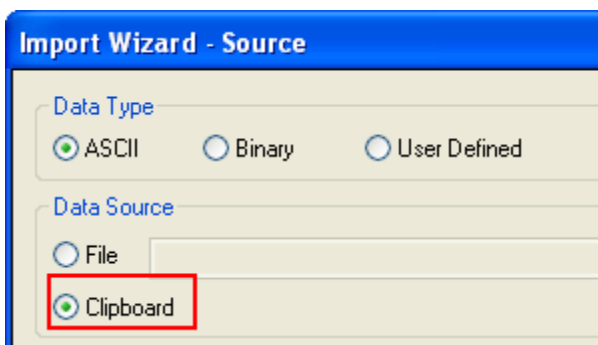 Import Wizard - Source
Data Type
ASCII Binary User Defined
Data Source
File
Clipboard